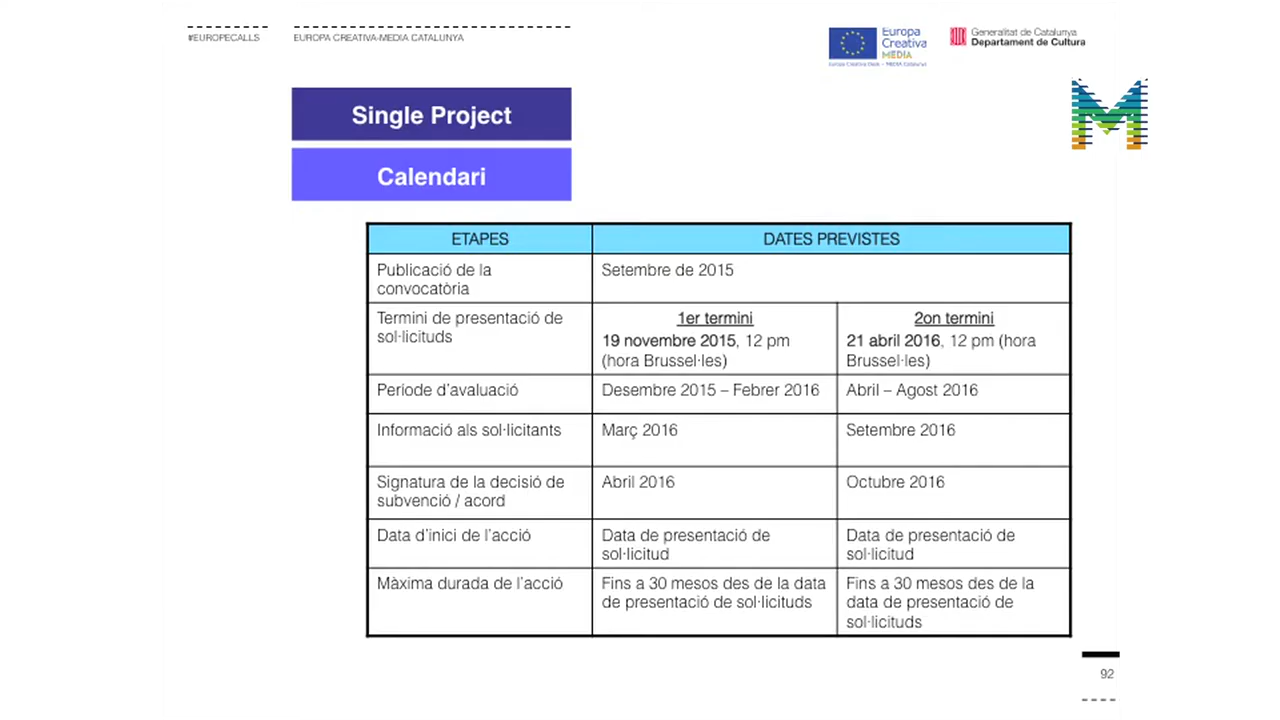 #EUROPECALLS
EUROPA CREATIVA-MEDIA CATALUNYA
Europa
Creativa
MEDIA
Generalitat de Catalunya
Departament de Cultura
Single Project
Calendari
ETAPES
DATES PREVISTES
Publicació de la
convocatòria
Setembre de 2015
Termini de presentació de
sol·licituds
1er termini
19 novembre 2015, 12 pm
(hora Brussel·les)
2on termini
21 abril 2016, 12 pm (hora
Brussel·les)
Període d'avaluació
Desembre 2015 – Febrer 2016
Abril – Agost 2016
Informació als sol·licitants
Març 2016
Setembre 2016
Signatura de la decisió de
subvenció / acord
Abril 2016
Octubre 2016
Data d'inici de l'acció
Data de presentació de
sol·licitud
Data de presentació de
sol·licitud
Màxima durada de l'acció
Fins a 30 mesos des de la data
de presentació de sol·licituds
Fins a 30 mesos des de la
data de presentació de
sol·licituds
92